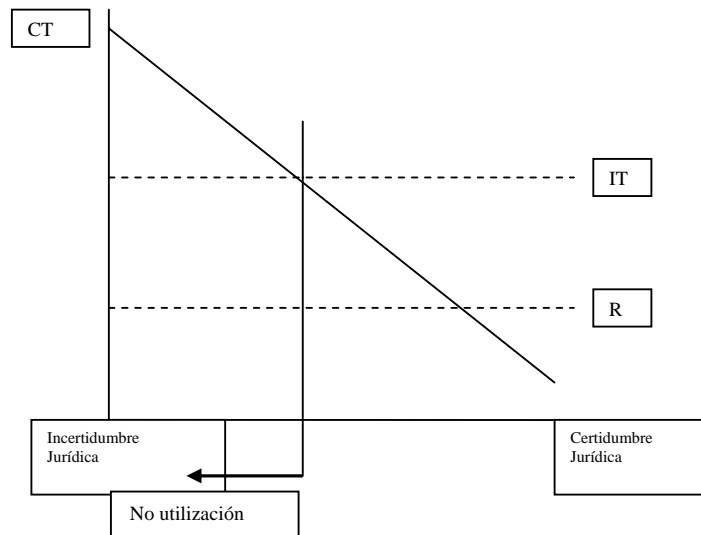 CT
IT
R
Incertidumbre
Jurídica
Certidumbre
Jurídica
No utilización